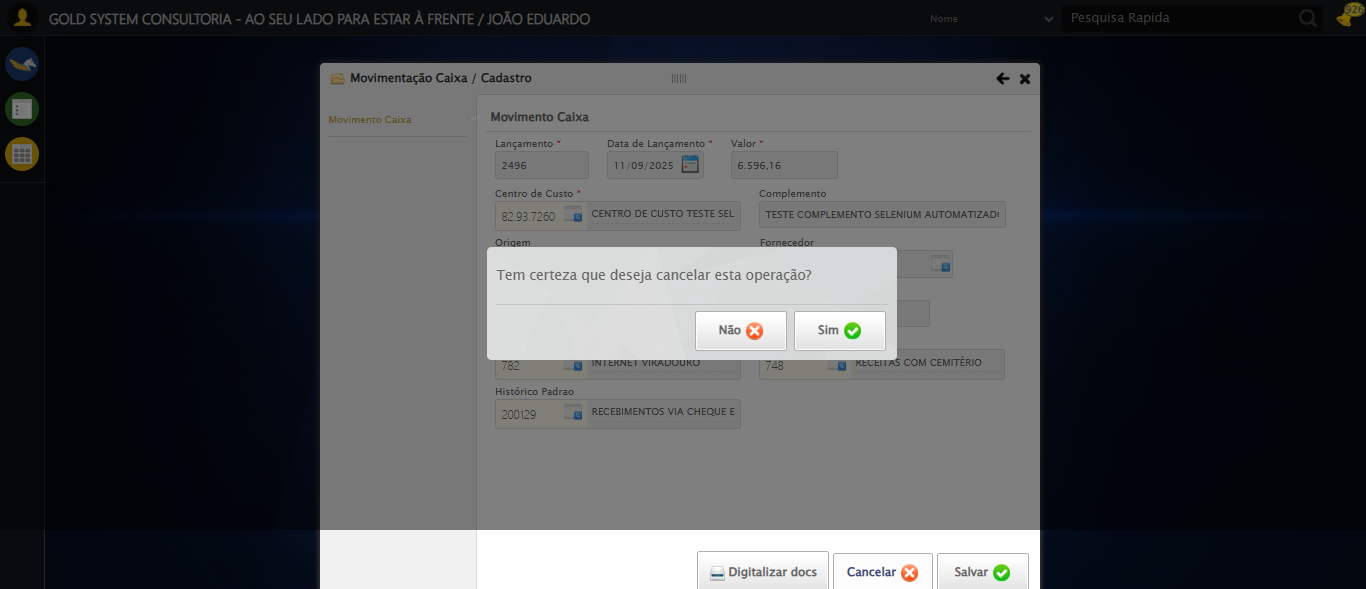 GOLD SYSTEM CONSULTORIA - AO SEU LADO PARA ESTAR À FRENTE / JOÃO EDUARDO
Nome
Pesquisa Rapida
926
Movimentação Caixa / Cadastro
Movimento Caixa
Movimento Caixa
Lançamento * Data de Lançamento * Valor *
2496 11/09/2025 6.596,16
Centro de Custo * Complemento
82.93.7260 CENTRO DE CUSTO TESTE SEL TESTE COMPLEMENTO SELENIUM AUTOMATIZADO
Origem Fornecedor
Tem certeza que deseja cancelar esta operação?
Não Sim
782 INTERNET VIRADOURO 748 RECEITAS COM CEMITÉRIO
Histórico Padrao
200129 RECEBIMENTOS VIA CHEQUE E
Digitalizar docs Cancelar Salvar